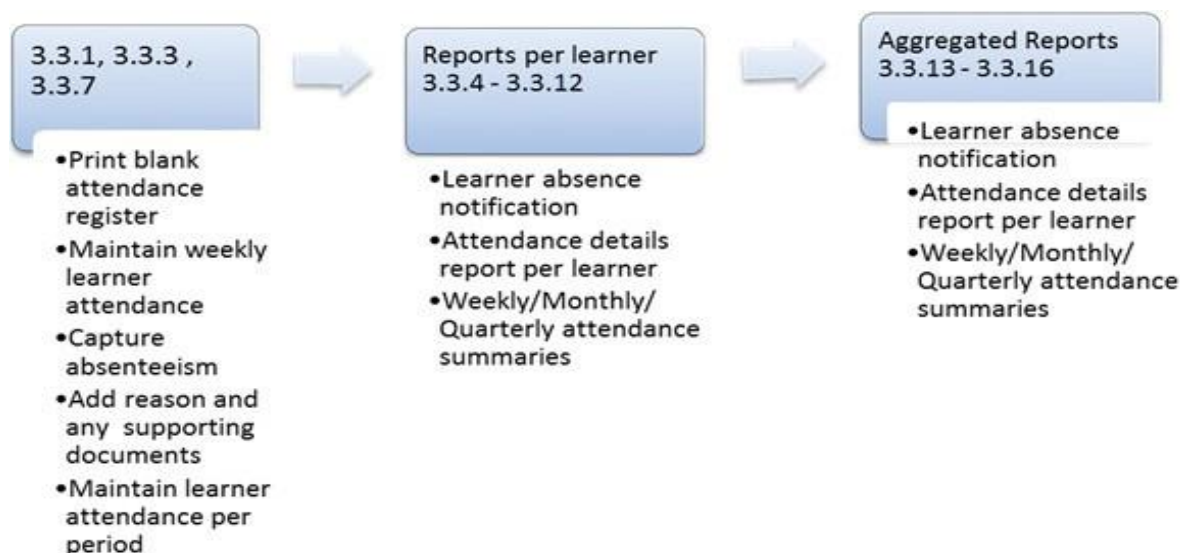 3.3.1, 3.3.3 ,
3.3.7
•Print blank
attendance
register
•Maintain weekly
learner
attendance
•Capture
absenteeism
•Add reason and
any supporting
documents
•Maintain learner
attendance per
period
Reports per learner
3.3.4 - 3.3.12
•Learner absence
notification
•Attendance details
report per learner
•Weekly/Monthly/
Quarterly attendance
summaries
Aggregated Reports
3.3.13 - 3.3.16
•Learner absence
notification
•Attendance details
report per learner
•Weekly/Monthly/
Quarterly attendance
summaries